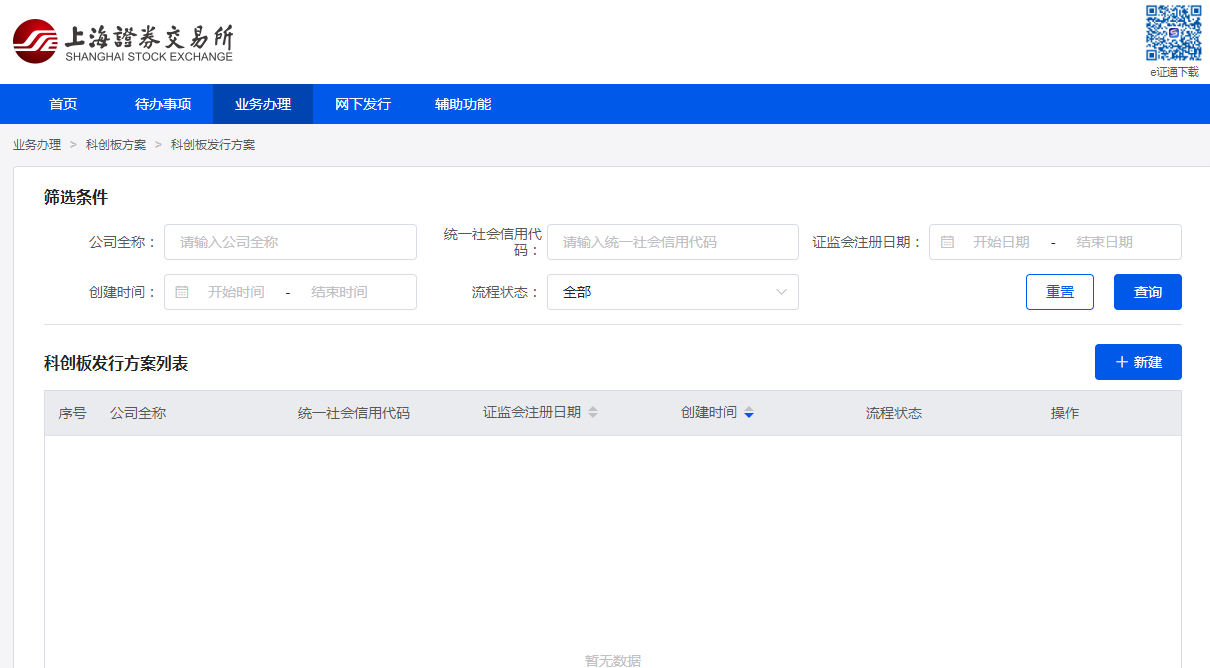 上海證券交易所
SHANGHAI STOCK EXCHANGE
e证通下载
首页 待办事项 业务办理 网下发行 辅助功能
业务办理 > 科创板方案 > 科创板发行方案
筛选条件
公司全称： 请输入公司全称 统一社会信用代码： 请输入统一社会信用代码 证监会注册日期： 开始日期 - 结束日期
创建时间： 开始时间 - 结束时间 流程状态： 全部 重置 查询
科创板发行方案列表 + 新建
序号 公司全称 统一社会信用代码 证监会注册日期 创建时间 流程状态 操作
暂无数据